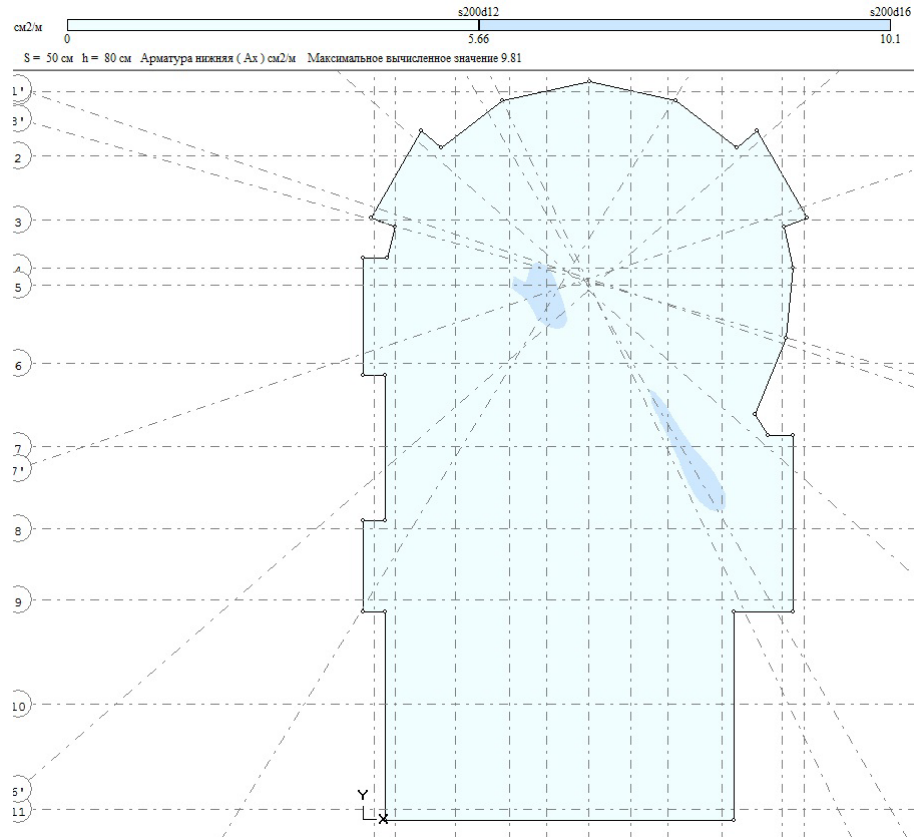 s200d12 s200d16
см2/м
0 5.66 10.1
S = 50 см h = 80 см Арматура нижняя ( Ax ) см2/м Максимальное вычисленное значение 9.81
1'
3'
2
3
4
5
6
7
7'
8
9
10
6'
11
Y
X